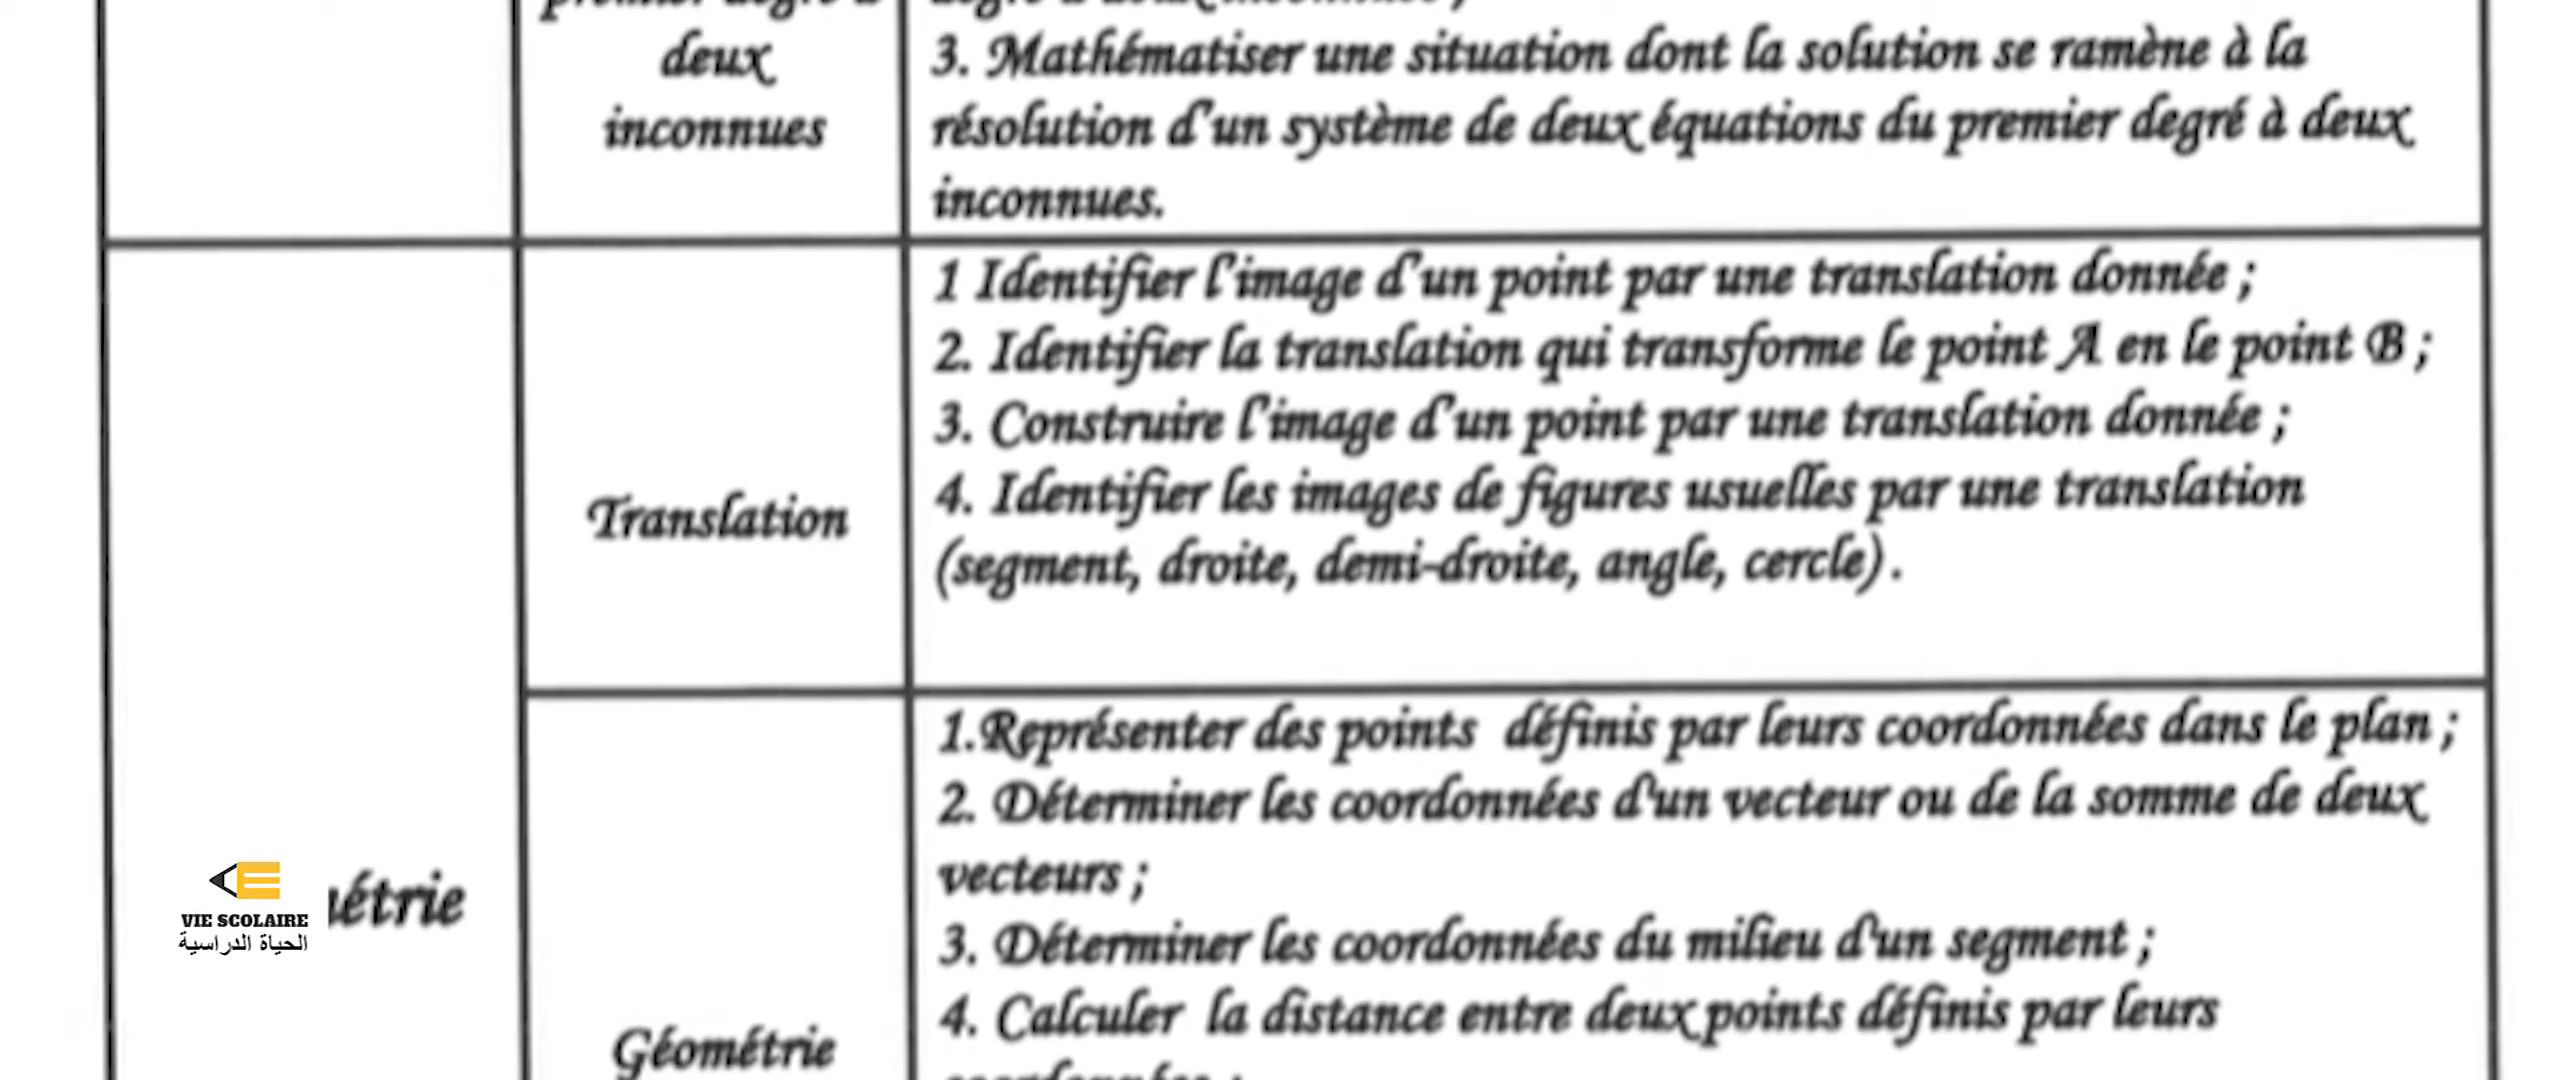 deux
inconnues
3. Mathématiser une situation dont la solution se ramène à la
résolution d'un système de deux équations du premier degré à deux
inconnues.
Translation
1 Identifier l'image d'un point par une translation donnée ;
2. Identifier la translation qui transforme le point A en le point B ;
3. Construire l'image d'un point par une translation donnée ;
4. Identifier les images de figures usuelles par une translation
(segment, droite, demi-droite, angle, cercle) .
VIE SCOLAIRE
الحياة الدراسية
étrie
Géométrie
1.Représenter des points définis par leurs coordonnées dans le plan ;
2. Déterminer les coordonnées d'un vecteur ou de la somme de deux
vecteurs ;
3. Déterminer les coordonnées du milieu d'un segment ;
4. Calculer la distance entre deux points définis par leurs